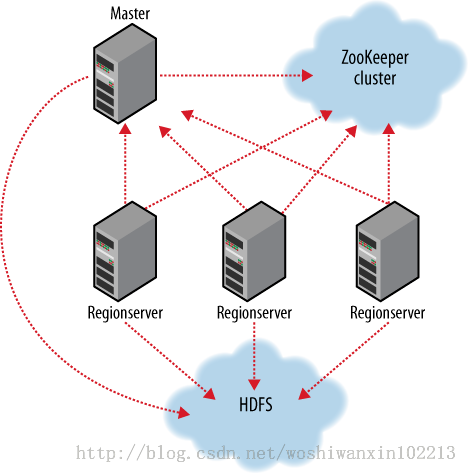 Master
ZooKeeper
cluster
Regionserver
Regionserver
Regionserver
HDFS
http://blog.csdn.net/woshiwanxin102213